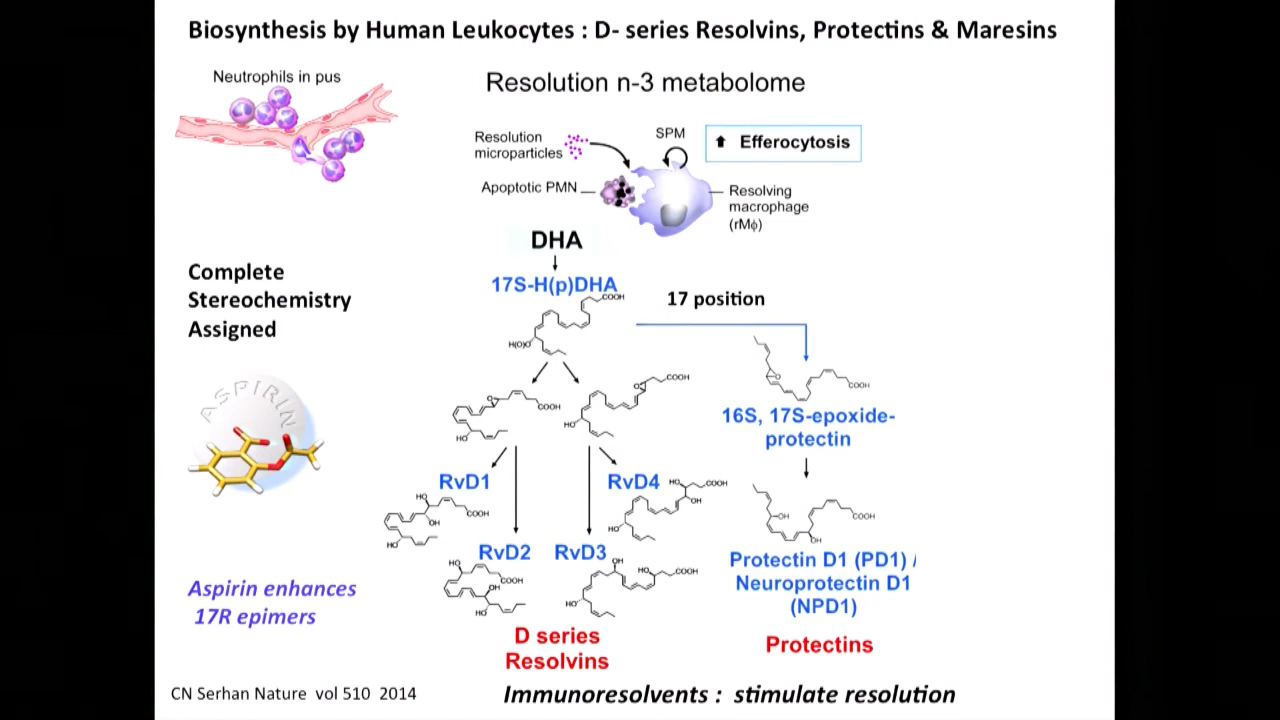 Biosynthesis by Human Leukocytes : D- series Resolvins, Protectins & Maresins
Neutrophils in pus
Resolution n-3 metabolome
Resolution
microparticles
SPM
⬆ Efferocytosis
Apoptotic PMN
Resolving
macrophage
(rMϕ)
DHA
17S-H(p)DHA
COOH
H(O)O
17 position
Complete
Stereochemistry
Assigned
ASPIRIN
O
COOH
HO
O
COOH
HO
O
COOH
16S, 17S-epoxide-
protectin
RvD1
HO
COOH
OH
HO
RvD4
HO
COOH
OH
HO
OH
COOH
OH
RvD2
HO
COOH
OH
HO
RvD3
OH
HO
COOH
HO
Protectin D1 (PD1) /
Neuroprotectin D1
(NPD1)
Aspirin enhances
17R epimers
D series
Resolvins
Protectins
CN Serhan Nature vol 510 2014
Immunoresolvents : stimulate resolution